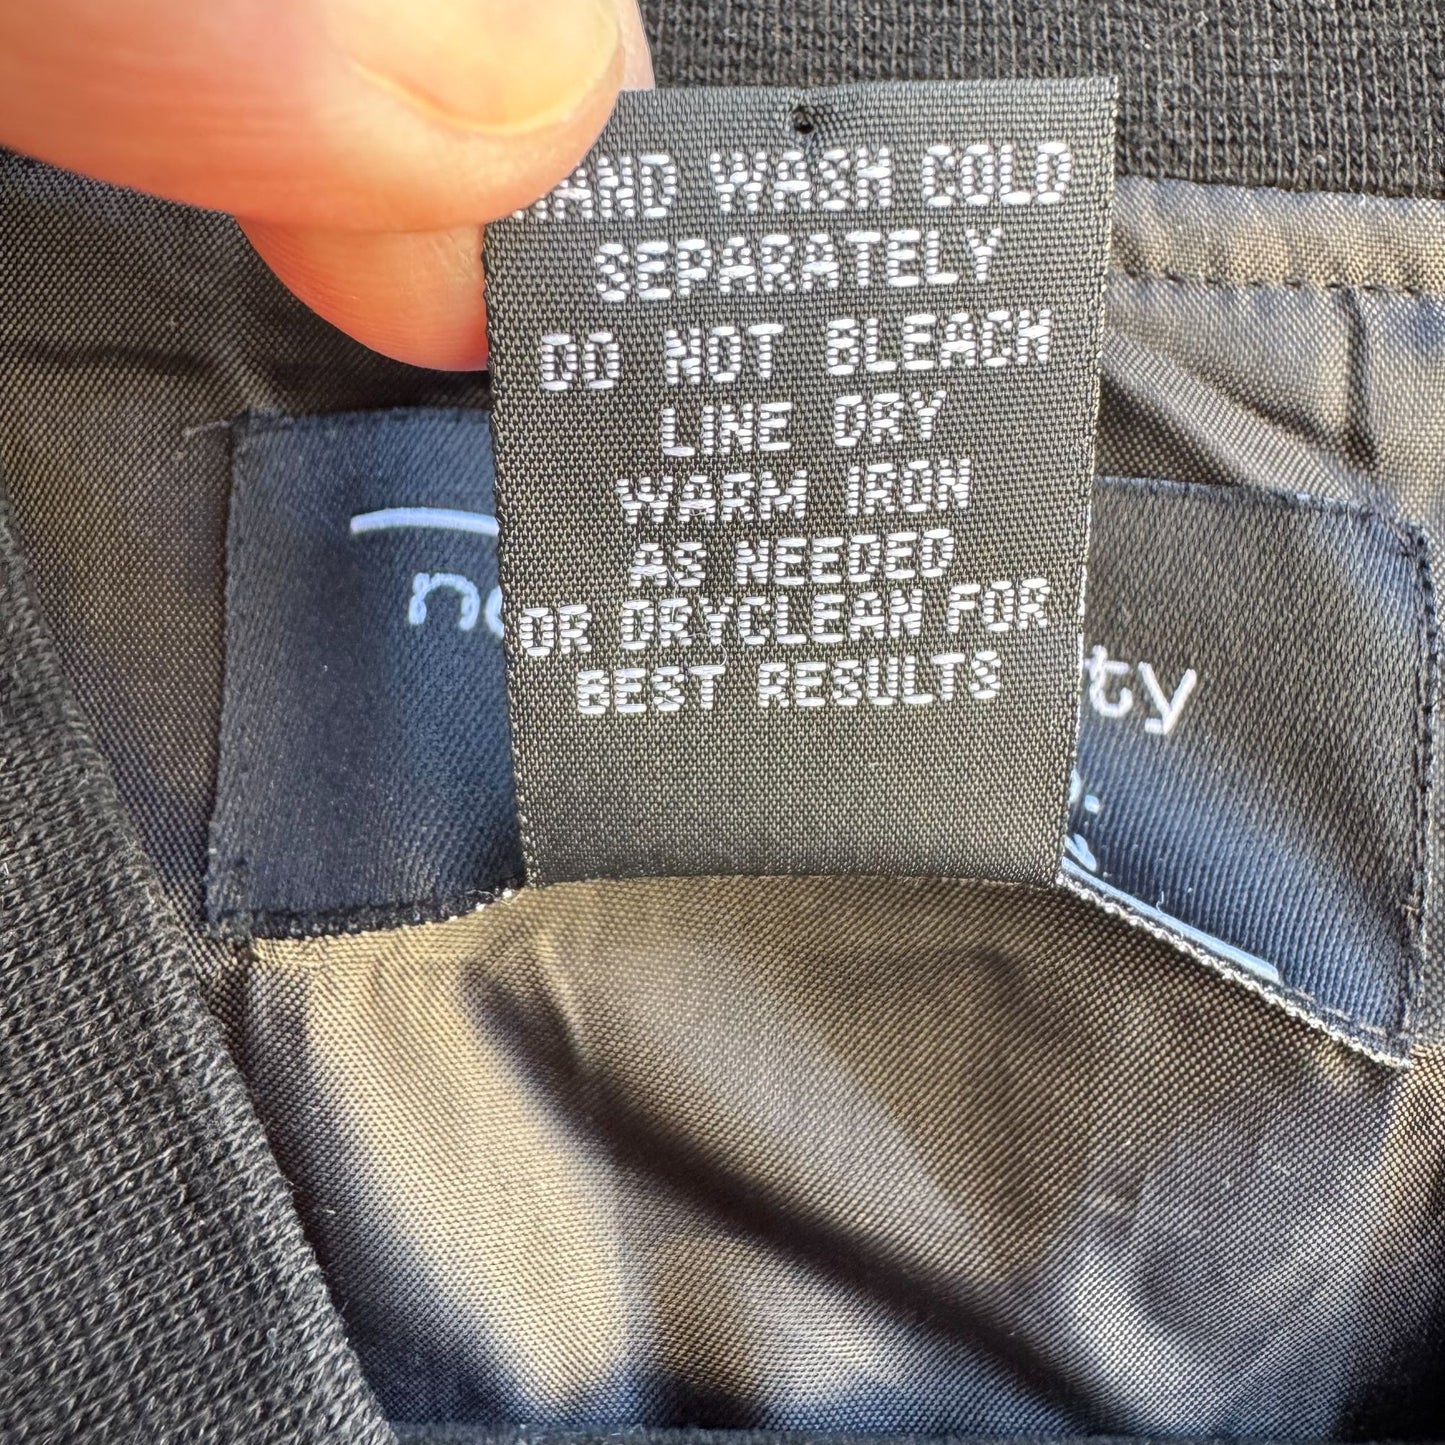 HAND WASH COLD
SEPARATELY
DO NOT BLEACH
LINE DRY
WARM IRON
AS NEEDED
OR DRYCLEAN FOR
BEST RESULTS